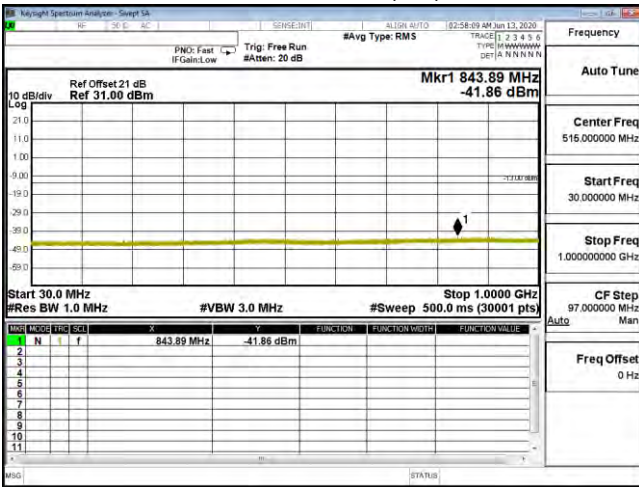 Keysight Spectrum Analyzer - Swept SA
RF 50 Ω AC SENSE:INT ALIGN AUTO 02:58:09 AM Jun 13, 2020
#Avg Type: RMS TRACE 1 2 3 4 5 6
PNO: Fast Trig: Free Run TYPE M WWWWW
IFGain:Low #Atten: 20 dB DET A N N N N N
Mkr1 843.89 MHz
-41.86 dBm
Ref Offset 21 dB
10 dB/div Ref 31.00 dBm
Log
21.0
11.0
1.00
-9.00
-13.00 dBm
-19.0
-29.0
1
-39.0
-49.0
-59.0
Start 30.0 MHz Stop 1.0000 GHz
#Res BW 1.0 MHz #VBW 3.0 MHz #Sweep 500.0 ms (30001 pts)
MKR MODE TRC SCL X Y FUNCTION FUNCTION WIDTH FUNCTION VALUE
1 N 1 f 843.89 MHz -41.86 dBm
2
3
4
5
6
7
8
9
10
11
MSG STATUS
Frequency
Auto Tune
Center Freq
515.000000 MHz
Start Freq
30.000000 MHz
Stop Freq
1.000000000 GHz
CF Step
97.000000 MHz
Auto Man
Freq Offset
0 Hz